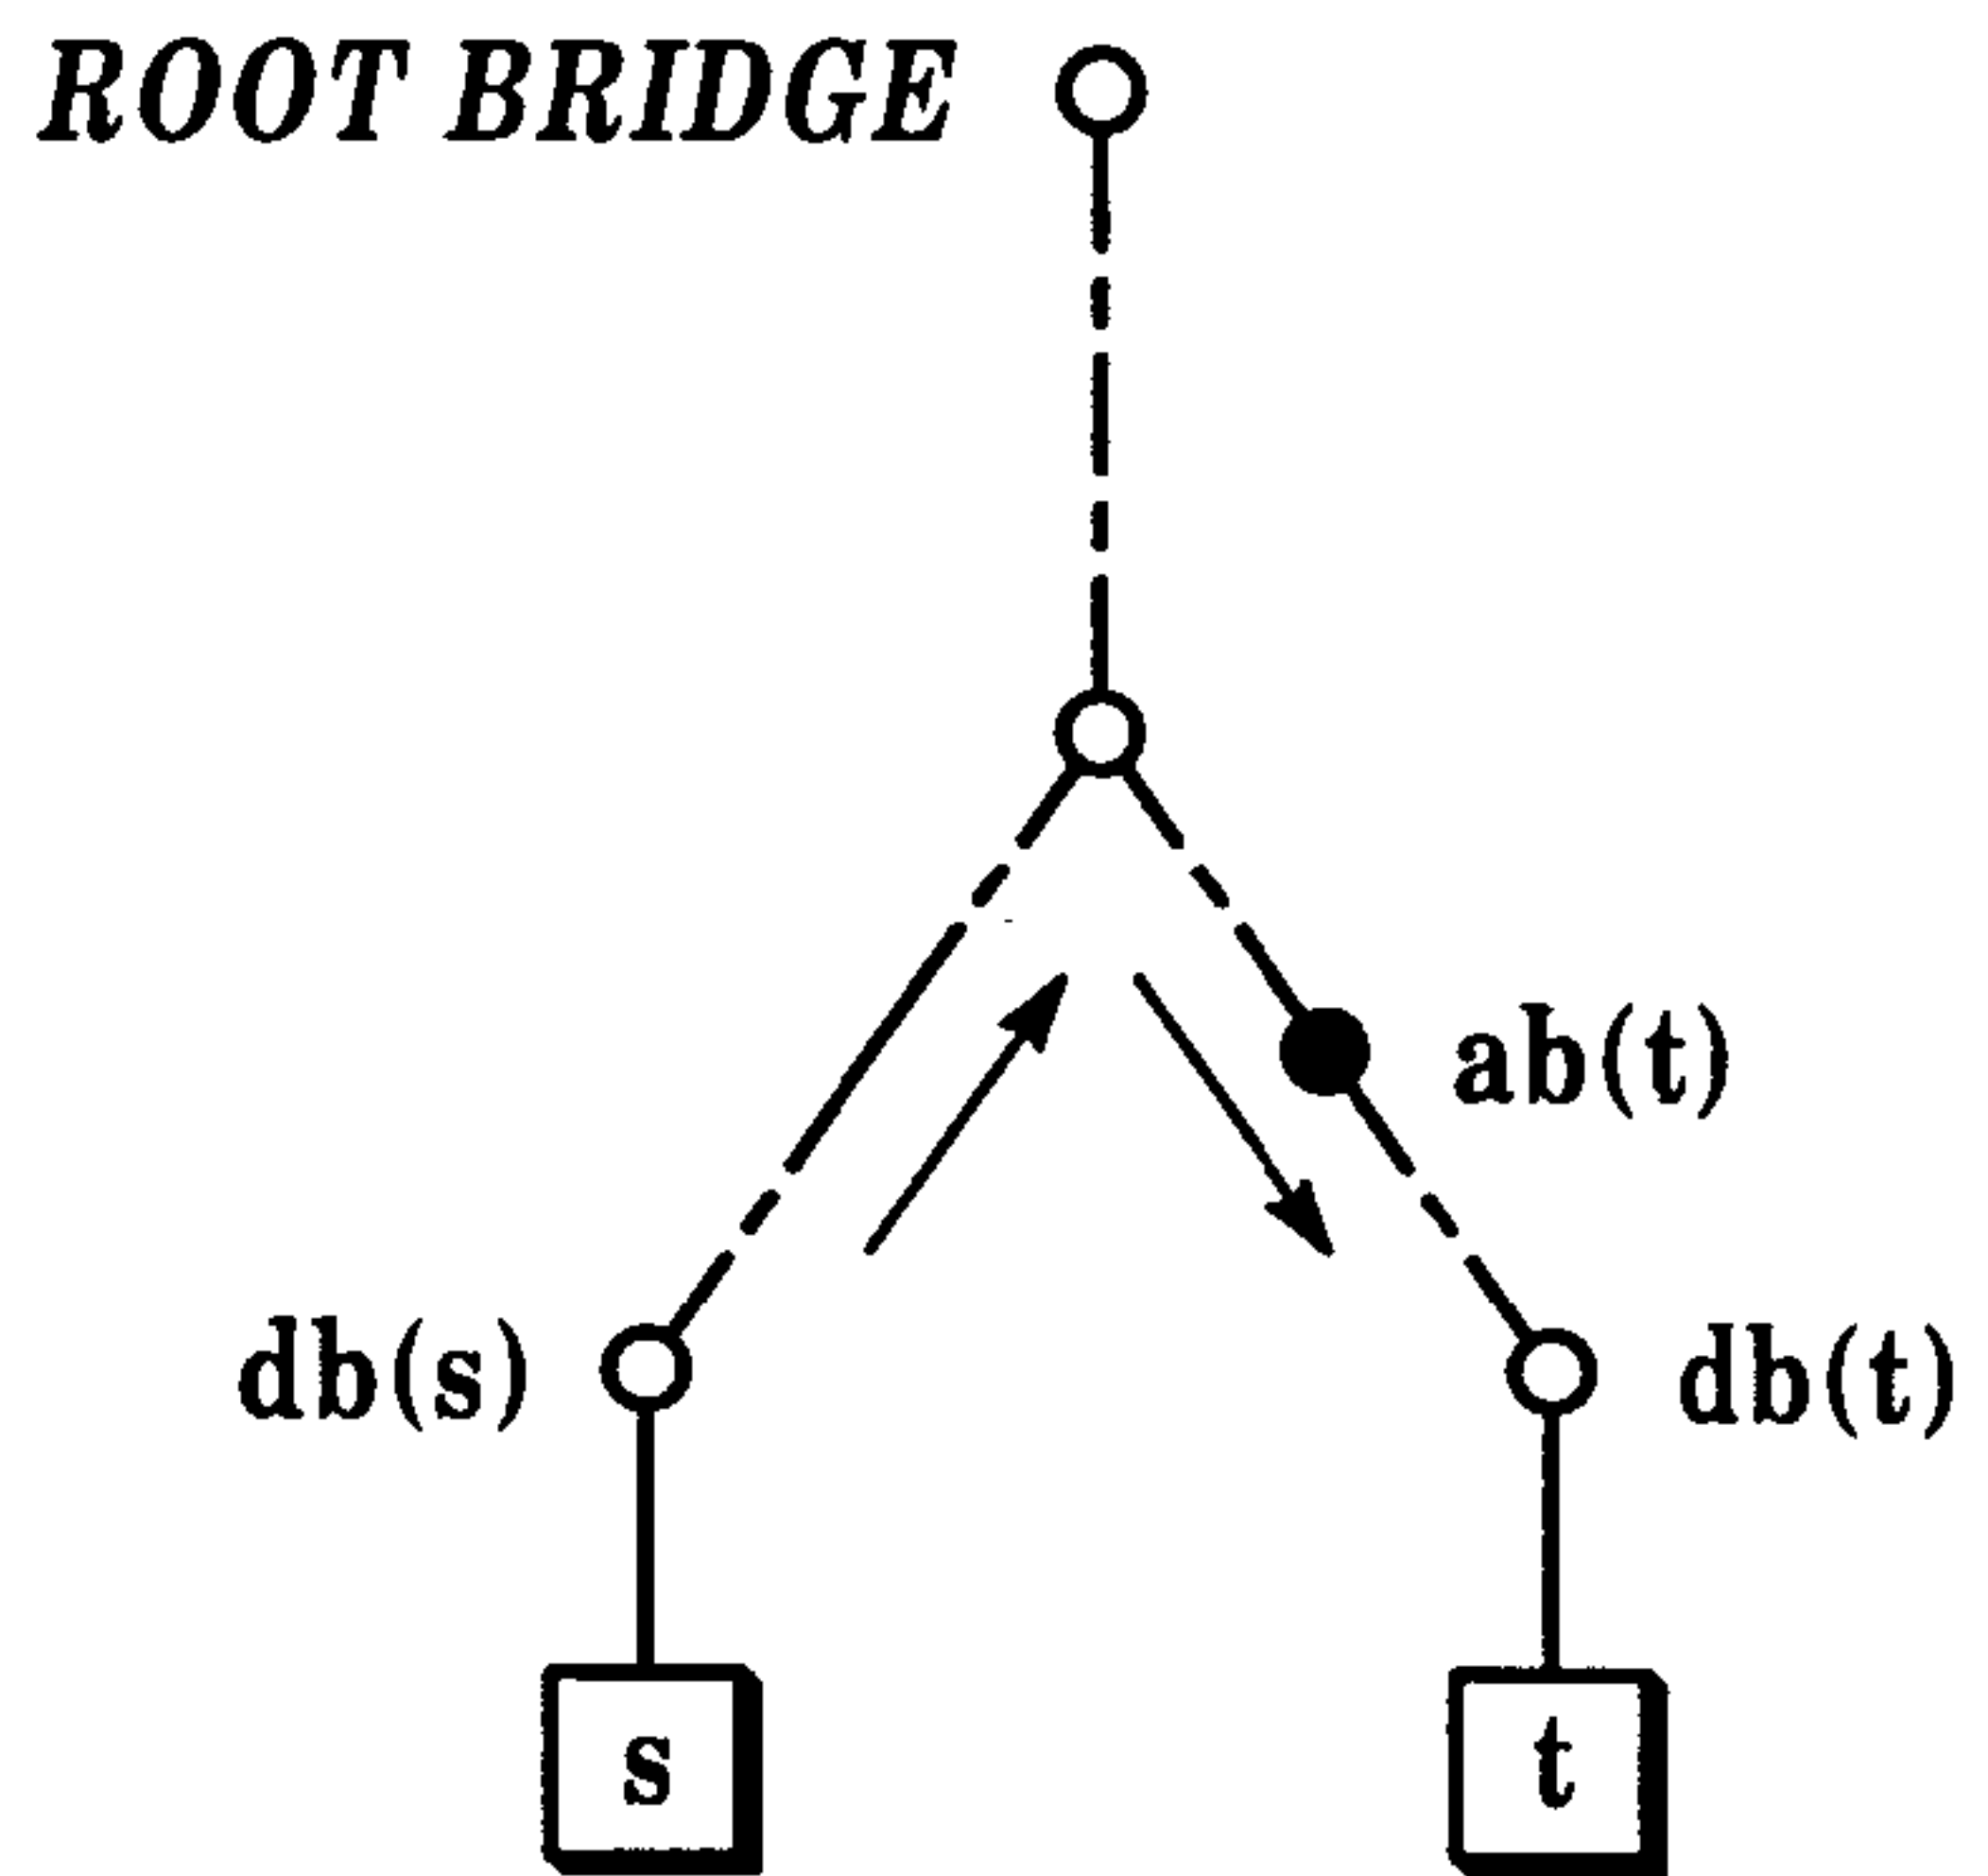 ROOT BRIDGE
ab(t)
db(s)
db(t)
s
t